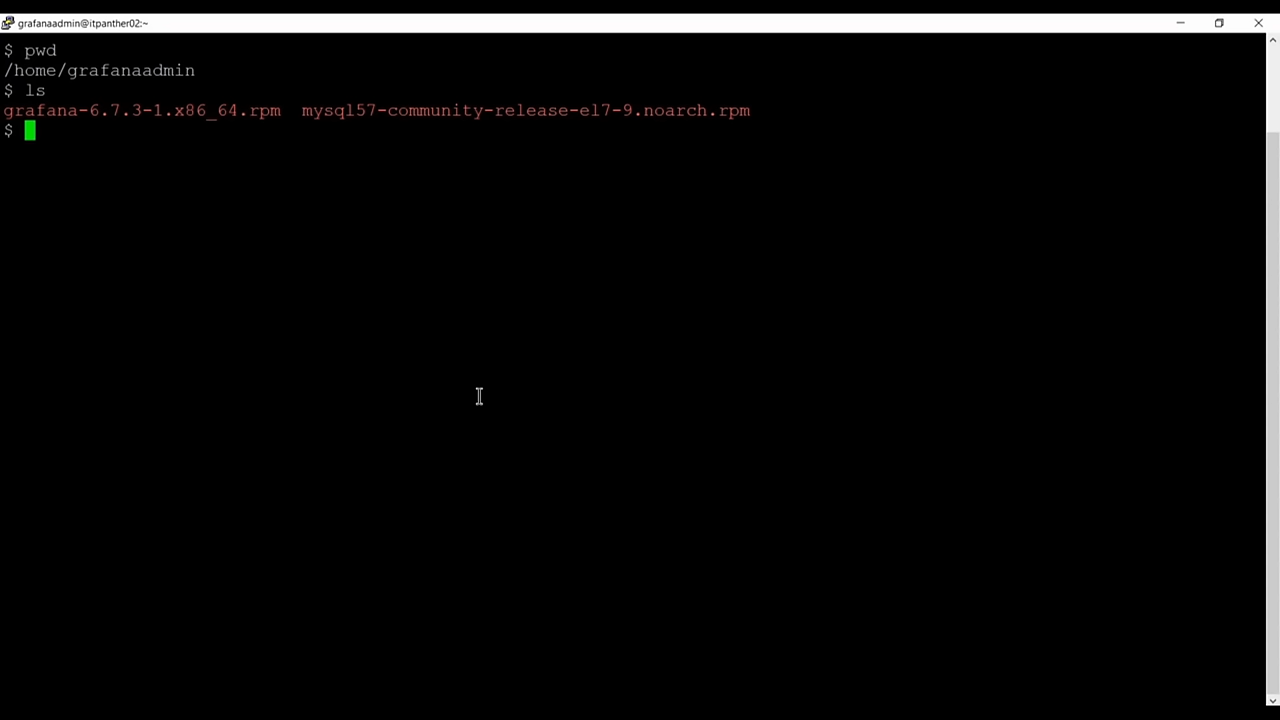 grafanaadmin@itpanther02:~
$ pwd
/home/grafanaadmin
$ ls
grafana-6.7.3-1.x86_64.rpm  mysql57-community-release-el7-9.noarch.rpm
$